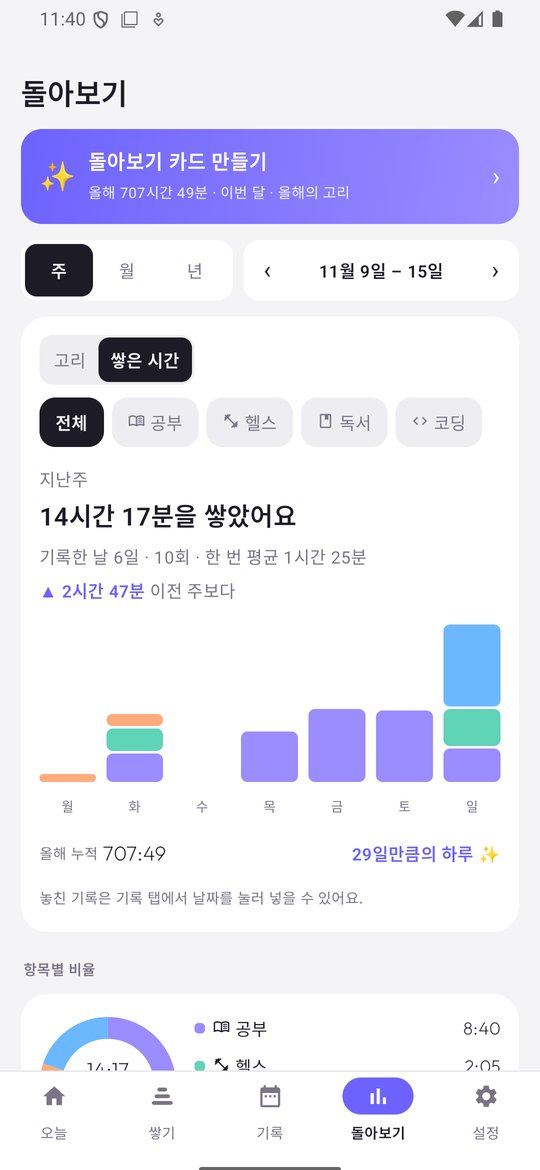 11:40
돌아보기
돌아보기 카드 만들기
올해 707시간 49분 · 이번 달 · 올해의 고리
주 월 년
11월 9일 – 15일
고리 쌓은 시간
전체 공부 헬스 독서 코딩
지난주
14시간 17분을 쌓았어요
기록한 날 6일 · 10회 · 한 번 평균 1시간 25분
▲ 2시간 47분 이전 주보다
월 화 수 목 금 토 일
올해 누적 707:49
29일만큼의 하루 ✨
놓친 기록은 기록 탭에서 날짜를 눌러 넣을 수 있어요.
항목별 비율
공부 8:40
14:17
헬스 2:05
오늘 쌓기 기록 돌아보기 설정